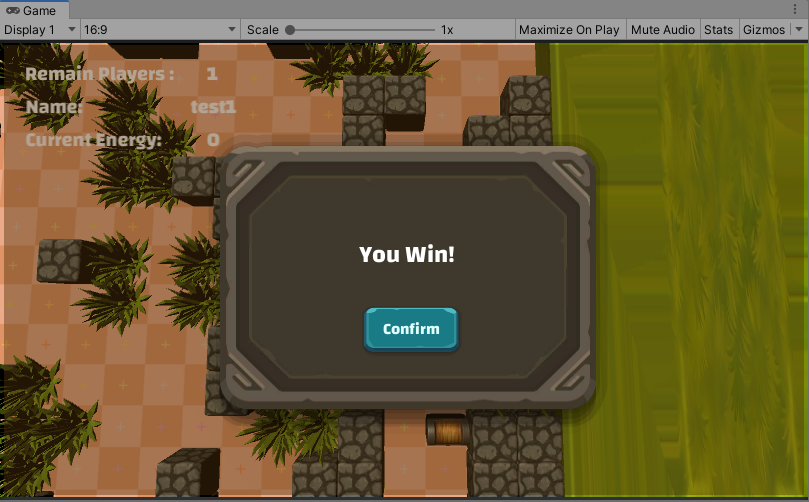 Game
Display 1 16:9 Scale 1x Maximize On Play Mute Audio Stats Gizmos
Remain Players : 1
Name: test1
Current Energy: 0
You Win!
Confirm